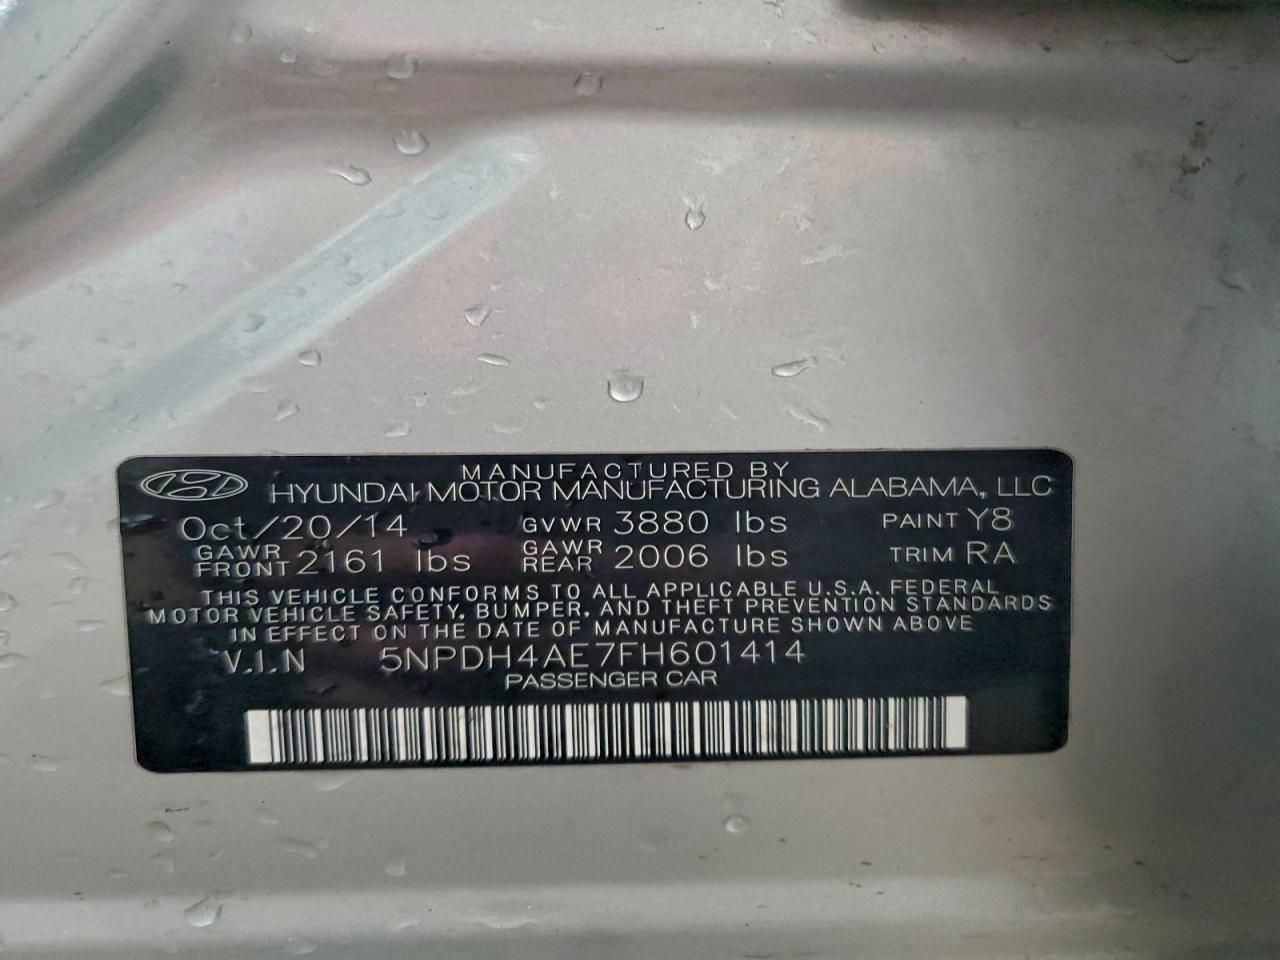 MANUFACTURED BY
HYUNDAI MOTOR MANUFACTURING ALABAMA, LLC
Oct/20/14 GVWR 3880 lbs PAINT Y8
GAWR FRONT 2161 lbs GAWR REAR 2006 lbs TRIM RA
THIS VEHICLE CONFORMS TO ALL APPLICABLE U.S.A. FEDERAL
MOTOR VEHICLE SAFETY, BUMPER, AND THEFT PREVENTION STANDARDS
IN EFFECT ON THE DATE OF MANUFACTURE SHOWN ABOVE
V.I.N 5NPDH4AE7FH601414
PASSENGER CAR